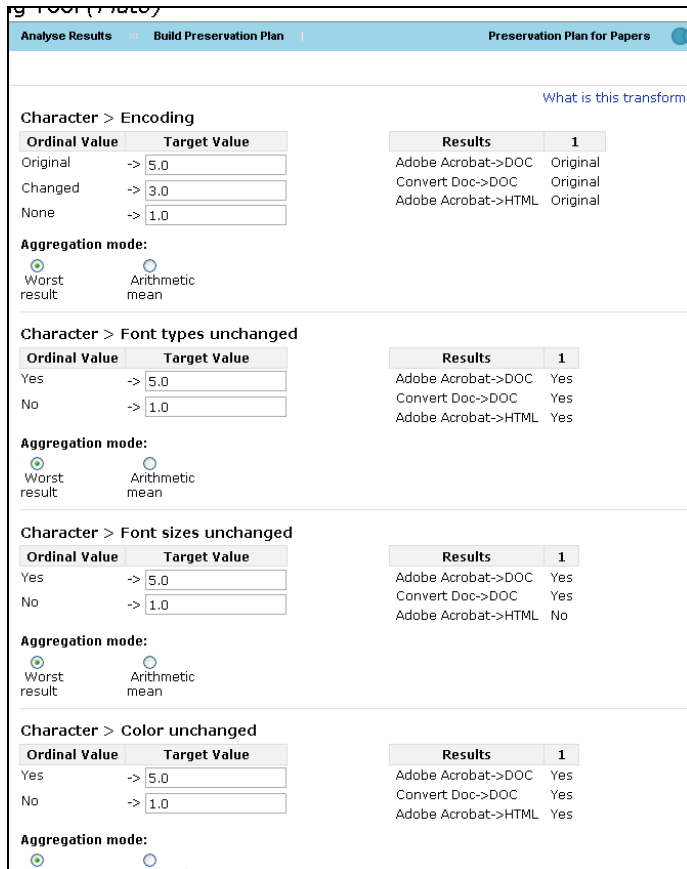 Analyse Results Build Preservation Plan | Preservation Plan for Papers
What is this transform
Character > Encoding
Ordinal Value Target Value Results 1
Original -> 5.0 Adobe Acrobat->DOC Original
Changed -> 3.0 Convert Doc->DOC Original
None -> 1.0 Adobe Acrobat->HTML Original
Aggregation mode:
Worst Arithmetic
result mean
Character > Font types unchanged
Ordinal Value Target Value Results 1
Yes -> 5.0 Adobe Acrobat->DOC Yes
Convert Doc->DOC Yes
No -> 1.0 Adobe Acrobat->HTML Yes
Aggregation mode:
Worst Arithmetic
result mean
Character > Font sizes unchanged
Ordinal Value Target Value Results 1
Yes -> 5.0 Adobe Acrobat->DOC Yes
Convert Doc->DOC Yes
No -> 1.0 Adobe Acrobat->HTML No
Aggregation mode:
Worst Arithmetic
result mean
Character > Color unchanged
Ordinal Value Target Value Results 1
Yes -> 5.0 Adobe Acrobat->DOC Yes
Convert Doc->DOC Yes
No -> 1.0 Adobe Acrobat->HTML Yes
Aggregation mode: